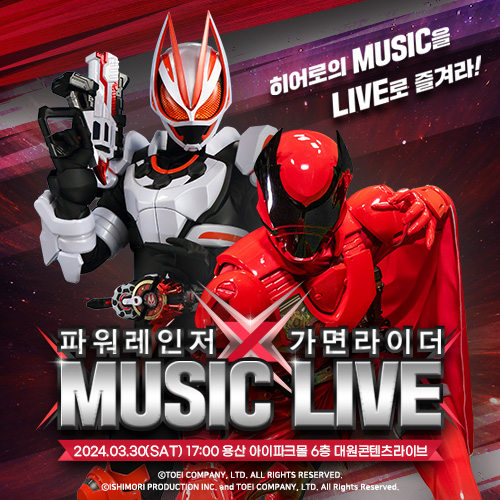 히어로의 MUSIC을
LIVE로 즐겨라!
파워레인저 X 가면라이더
MUSIC LIVE
2024.03.30(SAT) 17:00 용산 아이파크몰 6층 대원콘텐츠라이브
©TOEI COMPANY, LTD. ALL RIGHTS RESERVED.
©ISHIMORI PRODUCTION INC. and TOEI COMPANY, LTD. All Rights Reserved.